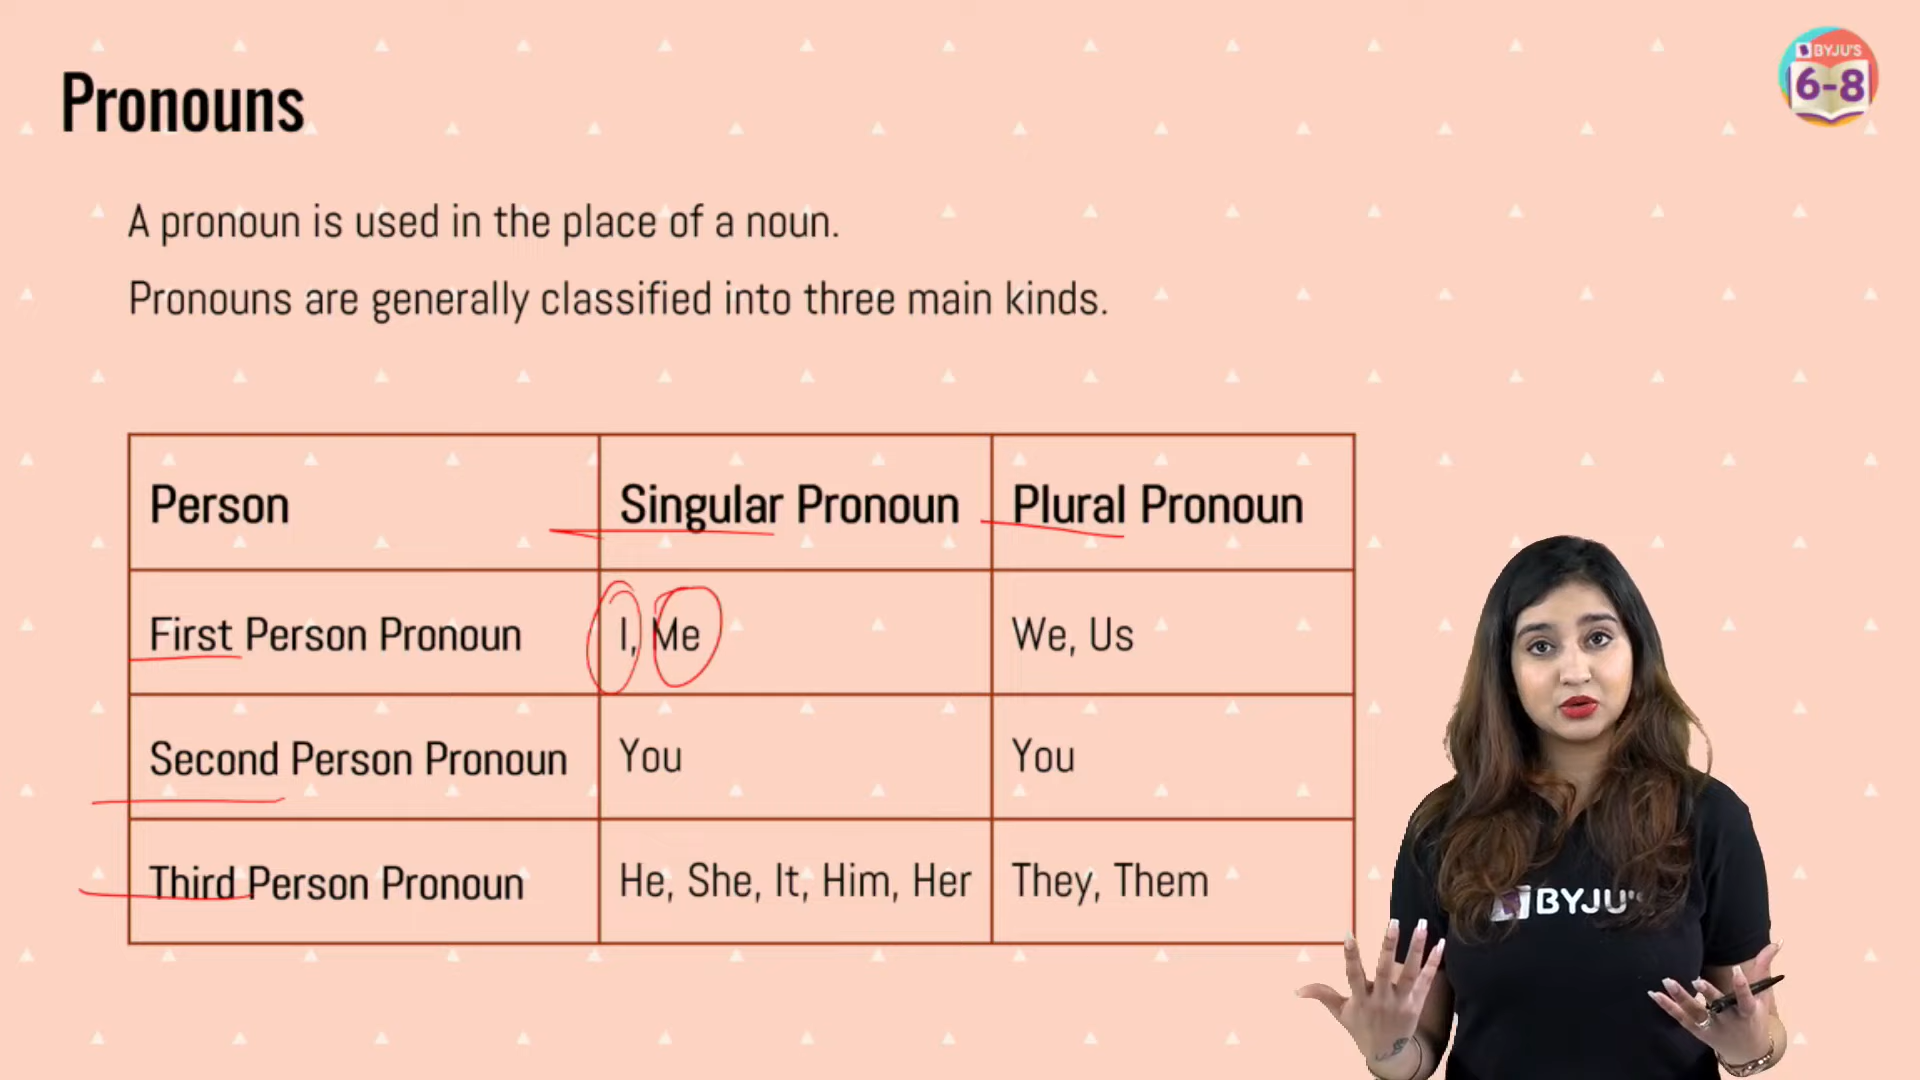 BYJU'S
6-8
Pronouns
A pronoun is used in the place of a noun.
Pronouns are generally classified into three main kinds.
Person Singular Pronoun Plural Pronoun
First Person Pronoun I, Me We, Us
Second Person Pronoun You You
Third Person Pronoun He, She, It, Him, Her They, Them
BYJU'S